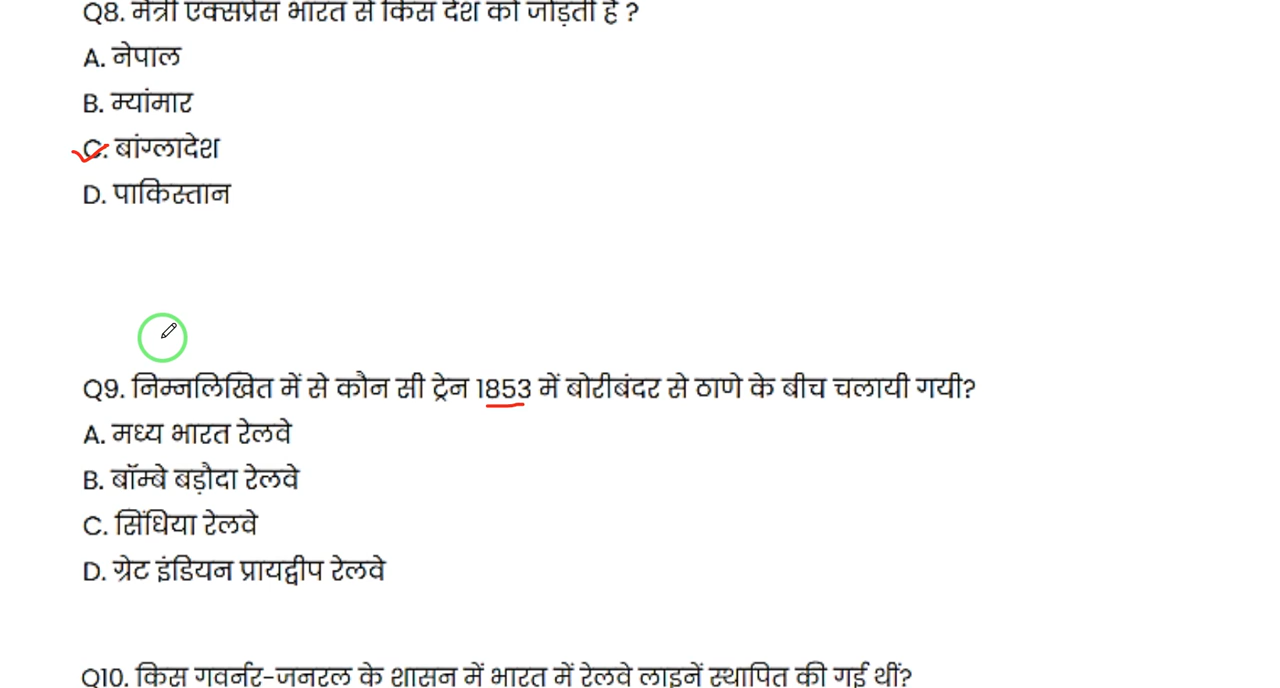 Q8. मैत्री एक्सप्रेस भारत से किस देश को जोड़ती है ?
A. नेपाल
B. म्यांमार
C. बांग्लादेश
D. पाकिस्तान
Q9. निम्नलिखित में से कौन सी ट्रेन 1853 में बोरीबंदर से ठाणे के बीच चलायी गयी?
A. मध्य भारत रेलवे
B. बॉम्बे बड़ौदा रेलवे
C. सिंधिया रेलवे
D. ग्रेट इंडियन प्रायद्वीप रेलवे
Q10. किस गवर्नर-जनरल के शासन में भारत में रेलवे लाइनें स्थापित की गई थीं?